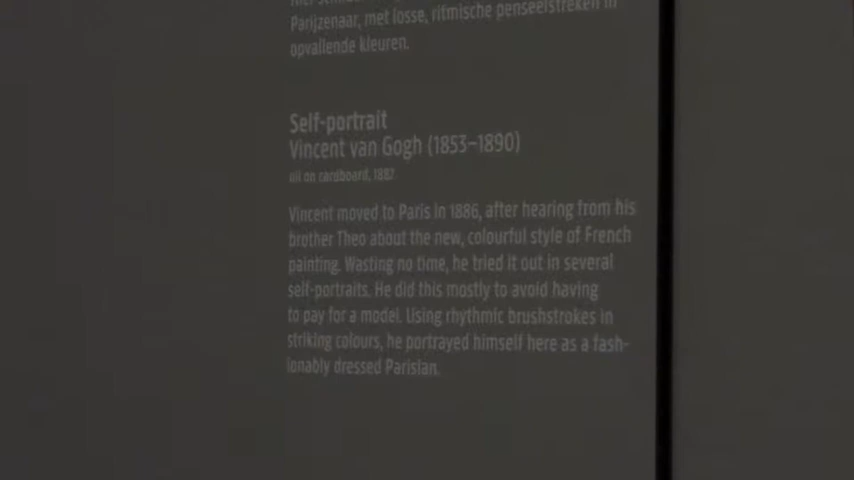 Parijzenaar, met losse, ritmische penseelstreken in
opvallende kleuren.
Self-portrait
Vincent van Gogh (1853–1890)
oil on cardboard, 1887
Vincent moved to Paris in 1886, after hearing from his
brother Theo about the new, colourful style of French
painting. Wasting no time, he tried it out in several
self-portraits. He did this mostly to avoid having
to pay for a model. Using rhythmic brushstrokes in
striking colours, he portrayed himself here as a fash-
ionably dressed Parisian.